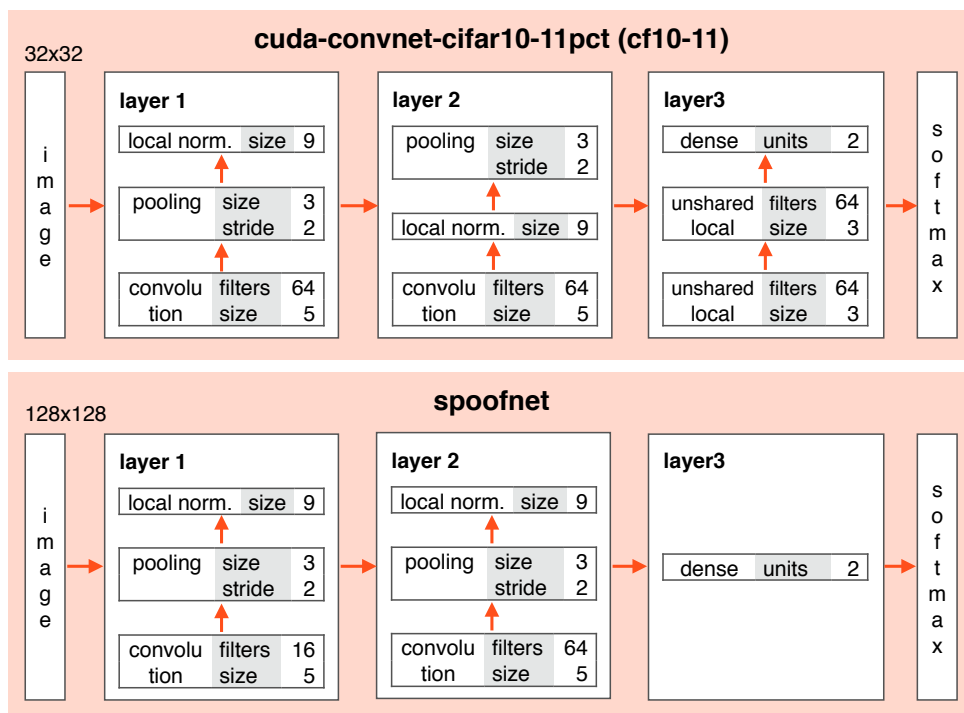 cuda-convnet-cifar10-11pct (cf10-11)
32x32
image
layer 1
local norm. size 9
pooling size 3
stride 2
convolu filters 64
tion size 5
layer 2
pooling size 3
stride 2
local norm. size 9
convolu filters 64
tion size 5
layer3
dense units 2
unshared filters 64
local size 3
unshared filters 64
local size 3
softmax
spoofnet
128x128
image
layer 1
local norm. size 9
pooling size 3
stride 2
convolu filters 16
tion size 5
layer 2
local norm. size 9
pooling size 3
stride 2
convolu filters 64
tion size 5
layer3
dense units 2
softmax